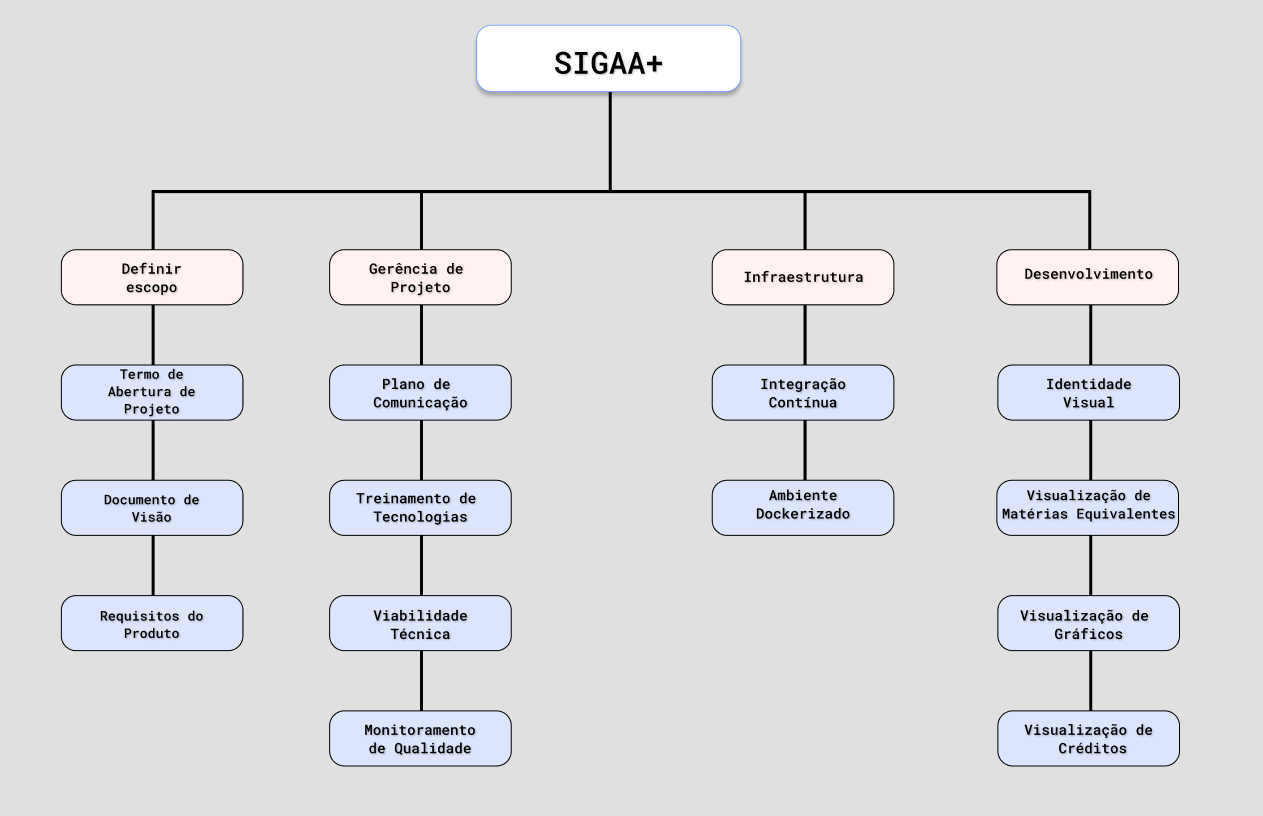 SIGAA+
Definir
escopo
Gerência de
Projeto
Infraestrutura
Desenvolvimento
Termo de
Abertura de
Projeto
Plano de
Comunicação
Integração
Contínua
Identidade
Visual
Documento de
Visão
Treinamento de
Tecnologias
Ambiente
Dockerizado
Visualização de
Matérias Equivalentes
Requisitos do
Produto
Viabilidade
Técnica
Visualização de
Gráficos
Monitoramento
de Qualidade
Visualização de
Créditos